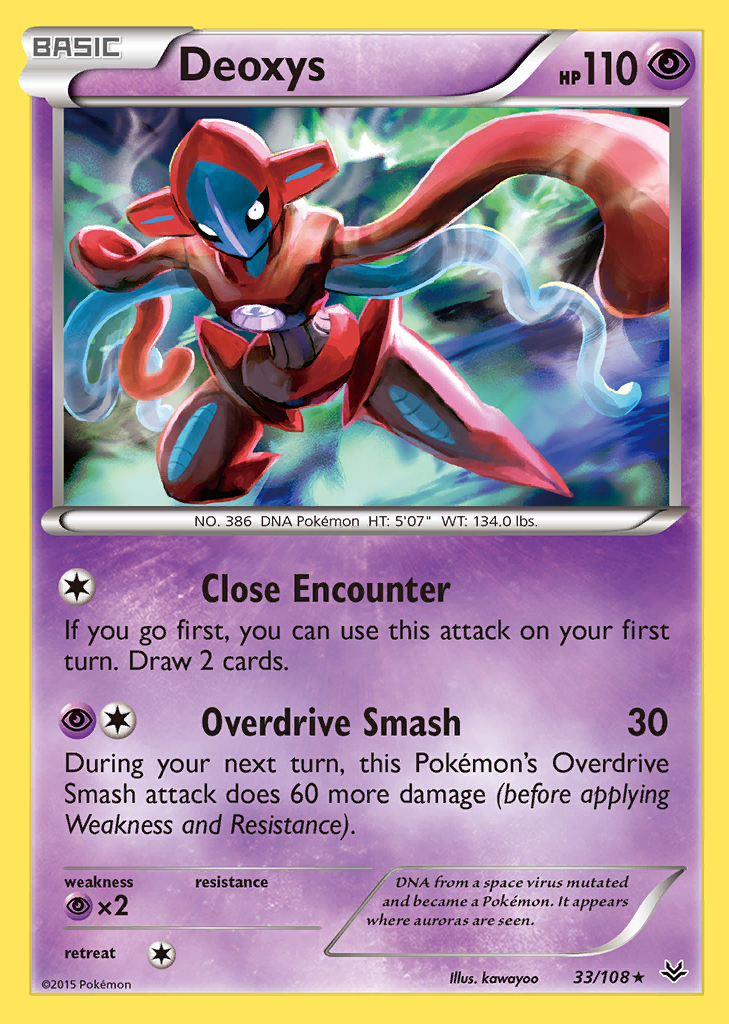 BASIC
Deoxys
HP110
NO. 386 DNA Pokémon HT: 5'07" WT: 134.0 lbs.
Close Encounter
If you go first, you can use this attack on your first
turn. Draw 2 cards.
Overdrive Smash 30
During your next turn, this Pokémon's Overdrive
Smash attack does 60 more damage (before applying
Weakness and Resistance).
weakness resistance
×2
DNA from a space virus mutated
and became a Pokémon. It appears
where auroras are seen.
retreat
©2015 Pokémon
Illus. kawayoo 33/108★